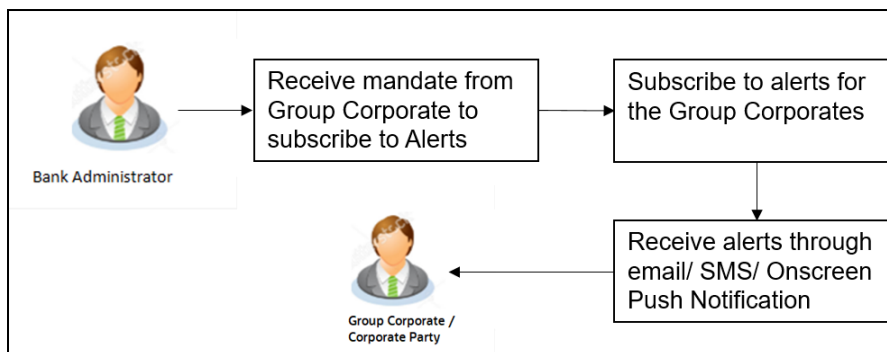 Receive mandate from
Group Corporate to
subscribe to Alerts
Subscribe to alerts for
the Group Corporates
Bank Administrator
Receive alerts through
email/ SMS/ Onscreen
Push Notification
Group Corporate /
Corporate Party